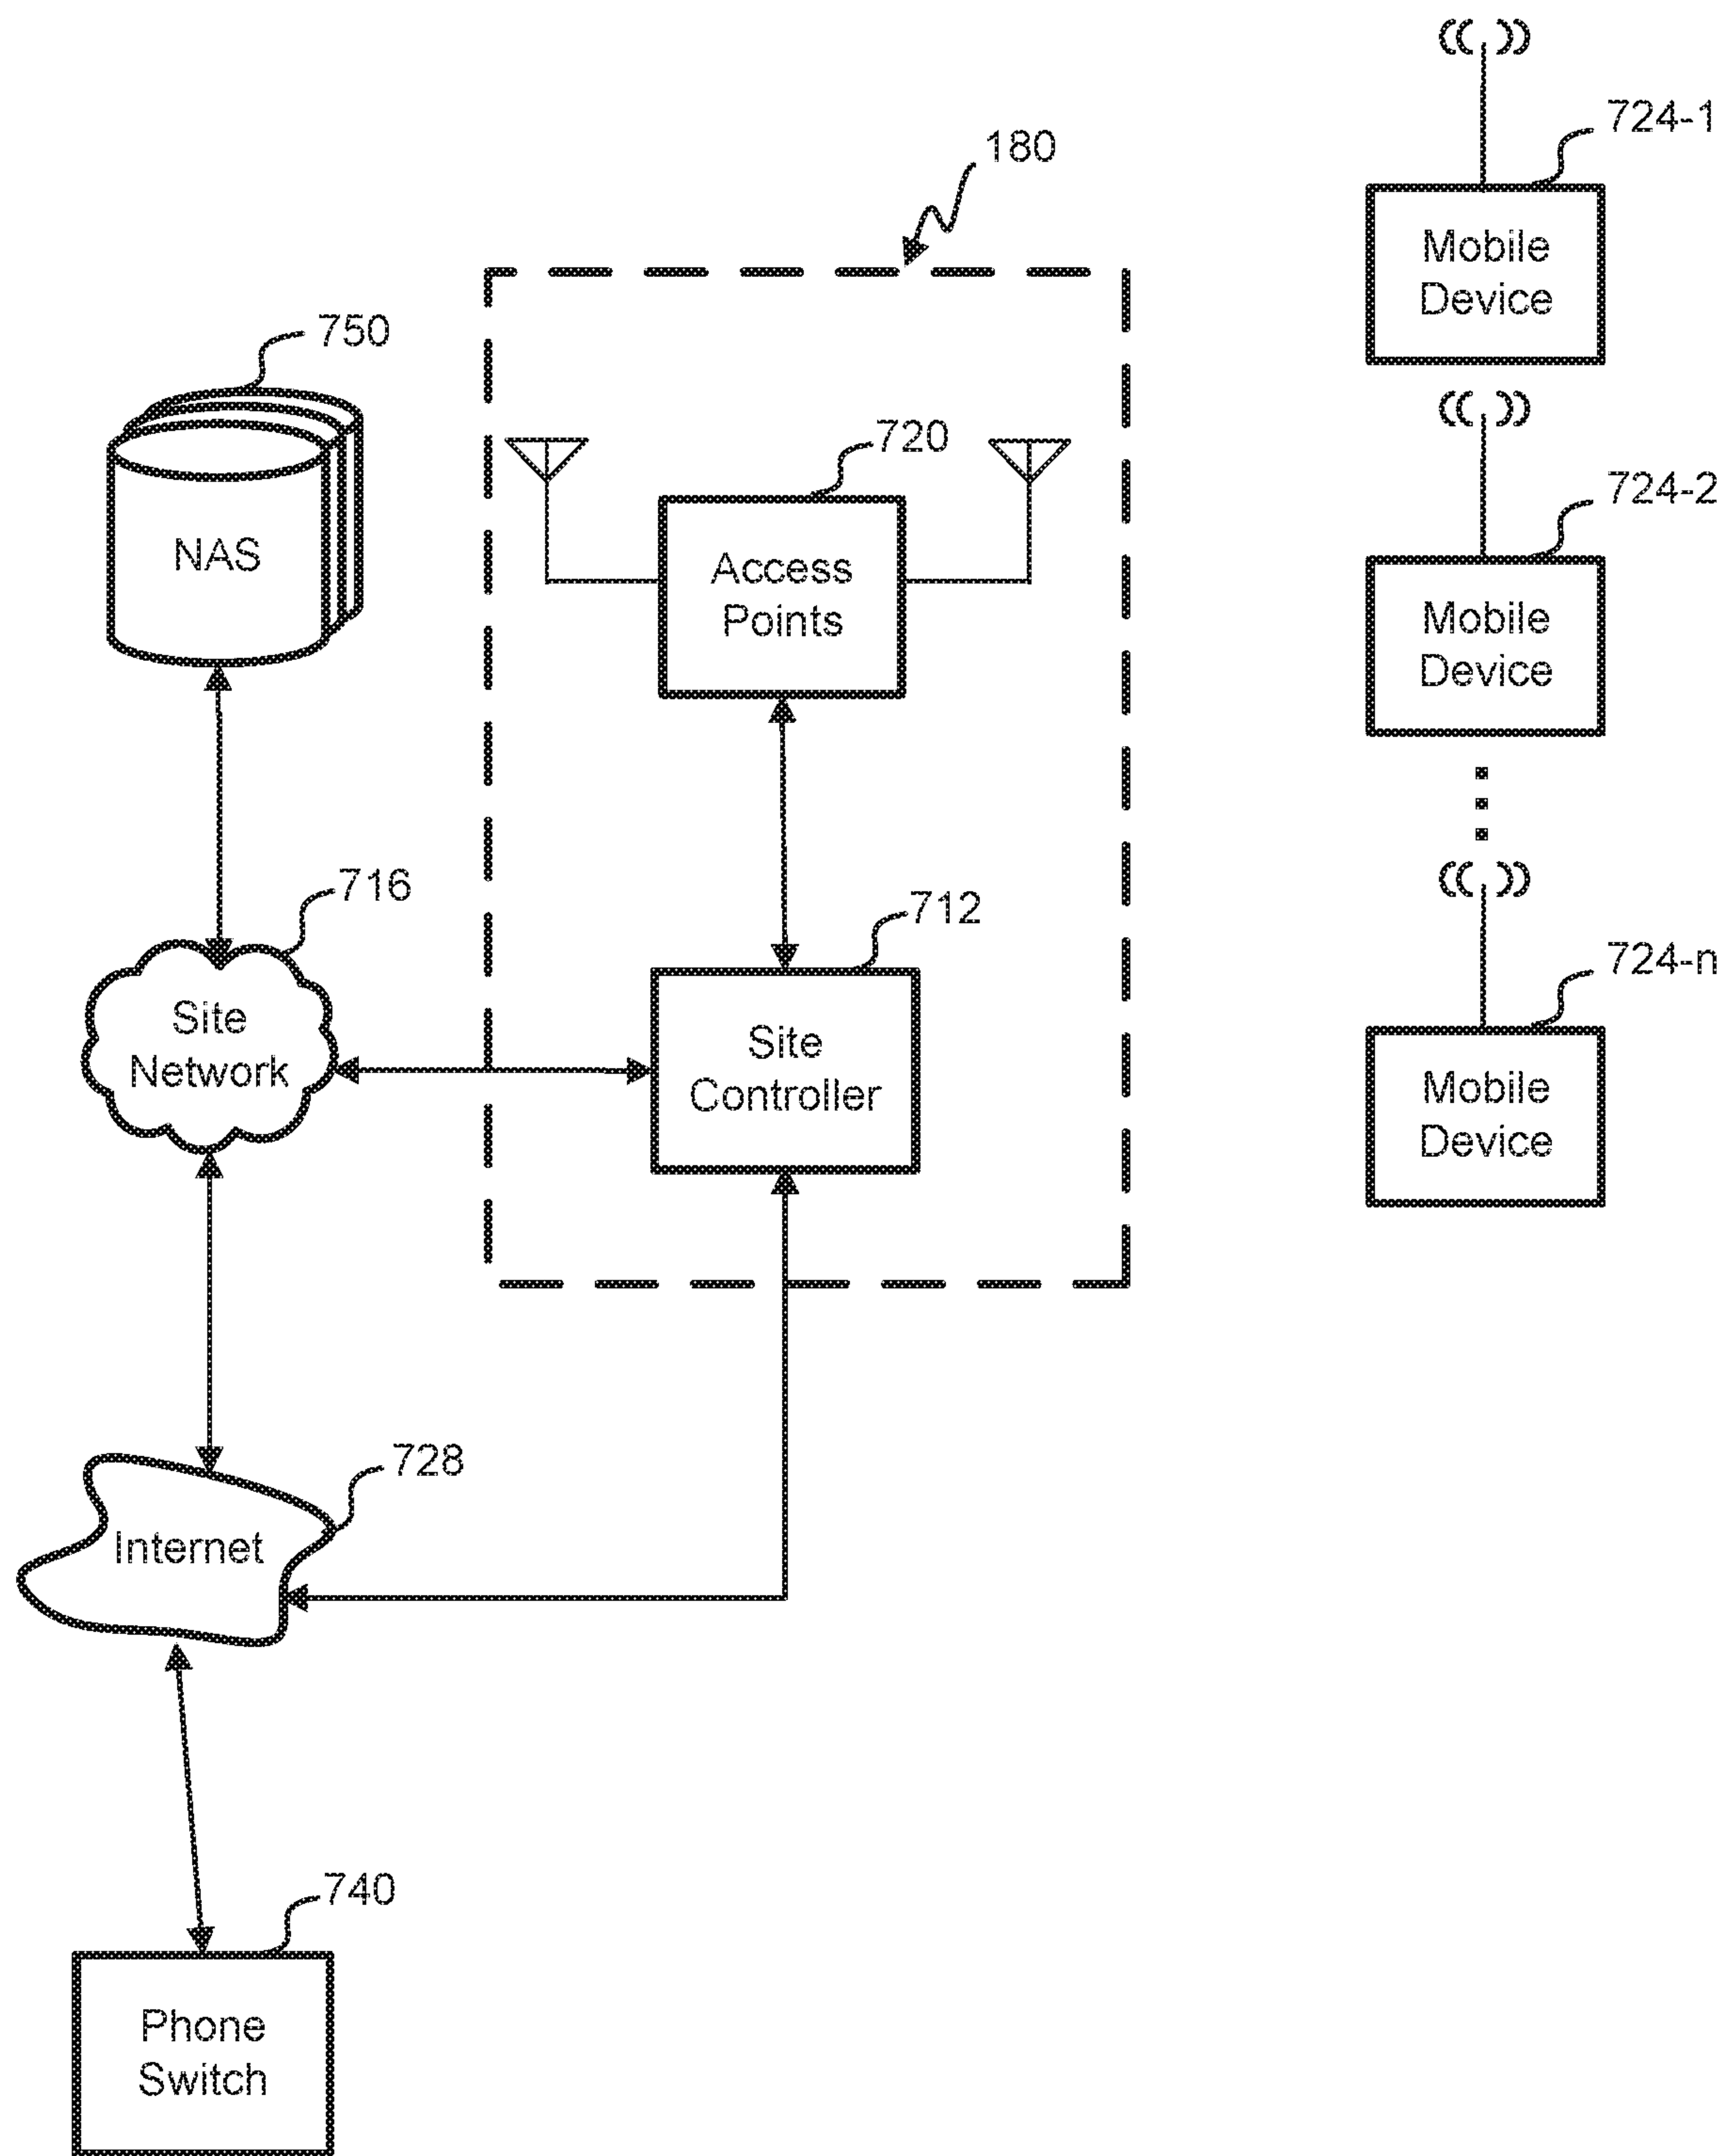 724-1
Mobile
Device
180
750
NAS
720
Access
Points
724-2
Mobile
Device
716
Site
Network
712
Site
Controller
724-n
Mobile
Device
728
Internet
740
Phone
Switch